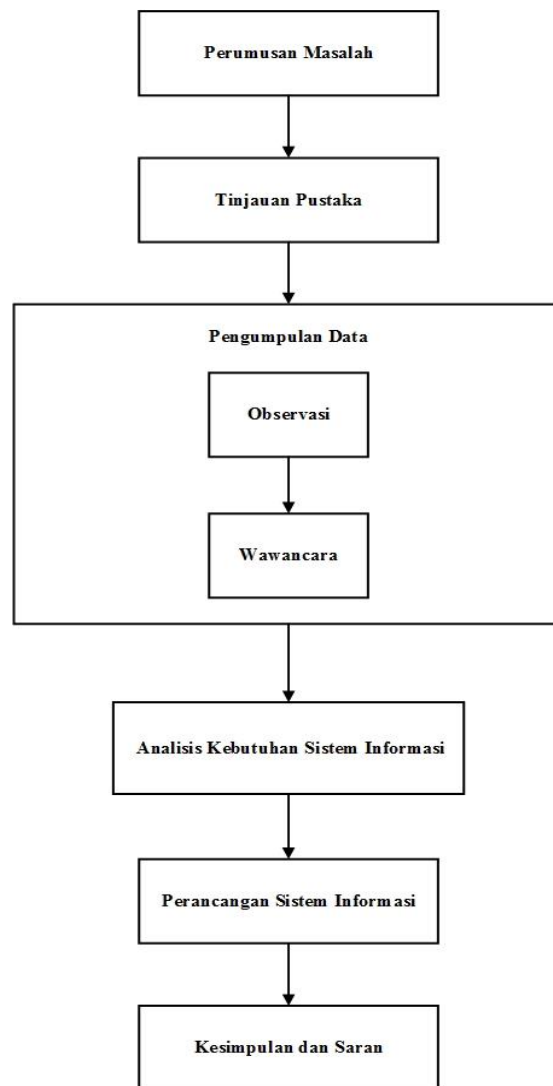 Perumusan Masalah
Tinjauan Pustaka
Pengumpulan Data
Observasi
Wawancara
Analisis Kebutuhan Sistem Informasi
Perancangan Sistem Informasi
Kesimpulan dan Saran